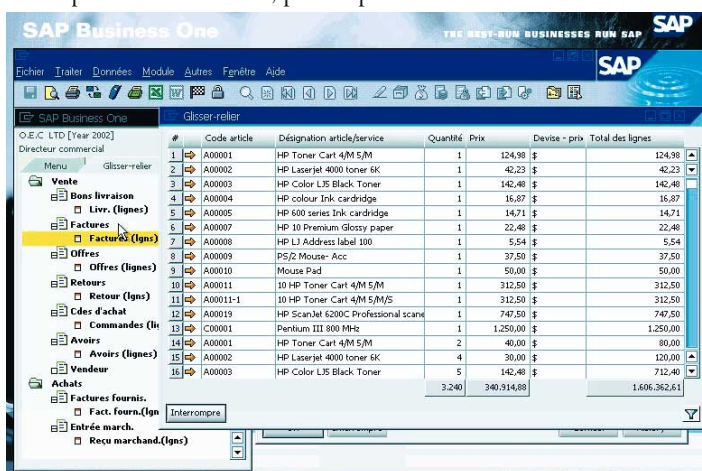 SAP Business One
THE BEST-RUN BUSINESSES RUN SAP
SAP
Fichier Traiter Données Module Autres Fenêtre Aide
SAP
SAP Business One
O.E.C LTD [Year 2002]
Directeur commercial
Menu Glisser-relier
Vente
Bons livraison
Livr. (lignes)
Factures
Factures (lgns)
Offres
Offres (lignes)
Retours
Retour (lgns)
Cdes d'achat
Commandes (li
Avoirs
Avoirs (lignes)
Vendeur
Achats
Factures fournis.
Fact. fourn.(lgn
Entrée march.
Reçu marchand.(lgns)
Glisser-relier
# Code article Désignation article/service Quantité Prix Devise - prix Total des lignes
1 A00001 HP Toner Cart 4/M 5/M 1 124,98 $ 124,98
2 A00002 HP Laserjet 4000 toner 6K 1 42,23 $ 42,23
3 A00003 HP Color LJ5 Black Toner 1 142,48 $ 142,48
4 A00004 HP colour Ink cardridge 1 16,87 $ 16,87
5 A00005 HP 600 series Ink cardridge 1 14,71 $ 14,71
6 A00007 HP 10 Premium Glossy paper 1 22,48 $ 22,48
7 A00008 HP LJ Address label 100 1 5,54 $ 5,54
8 A00009 PS/2 Mouse- Acc 1 37,50 $ 37,50
9 A00010 Mouse Pad 1 50,00 $ 50,00
10 A00011 10 HP Toner Cart 4/M 5/M 1 312,50 $ 312,50
11 A00011-1 10 HP Toner Cart 4/M 5/M/S 1 312,50 $ 312,50
12 A00019 HP ScanJet 6200C Professional scane 1 747,50 $ 747,50
13 C00001 Pentium III 800 MHz 1 1.250,00 $ 1.250,00
14 A00001 HP Toner Cart 4/M 5/M 2 40,00 $ 80,00
15 A00002 HP Laserjet 4000 toner 6K 4 30,00 $ 120,00
16 A00003 HP Color LJ5 Black Toner 5 142,48 $ 712,40
3.240 340.914,88 1.606.362,61
Interrompre